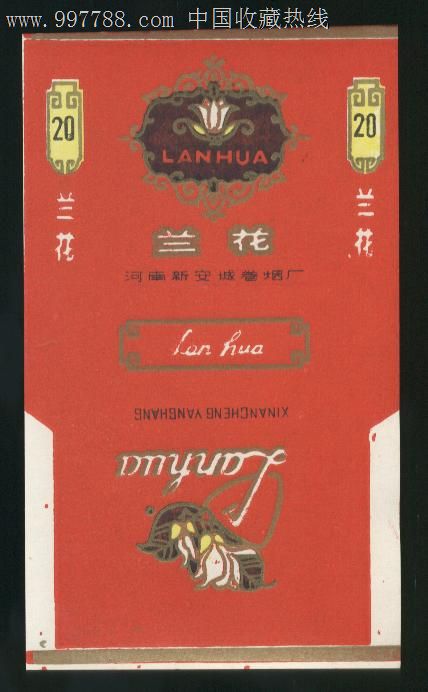 www.997788.com 中国收藏热线
20
20
LANHUA
兰花
兰花
兰花
河南新安城卷烟厂
Lan hua
XINANCHENG YANCHANG
Lanhua